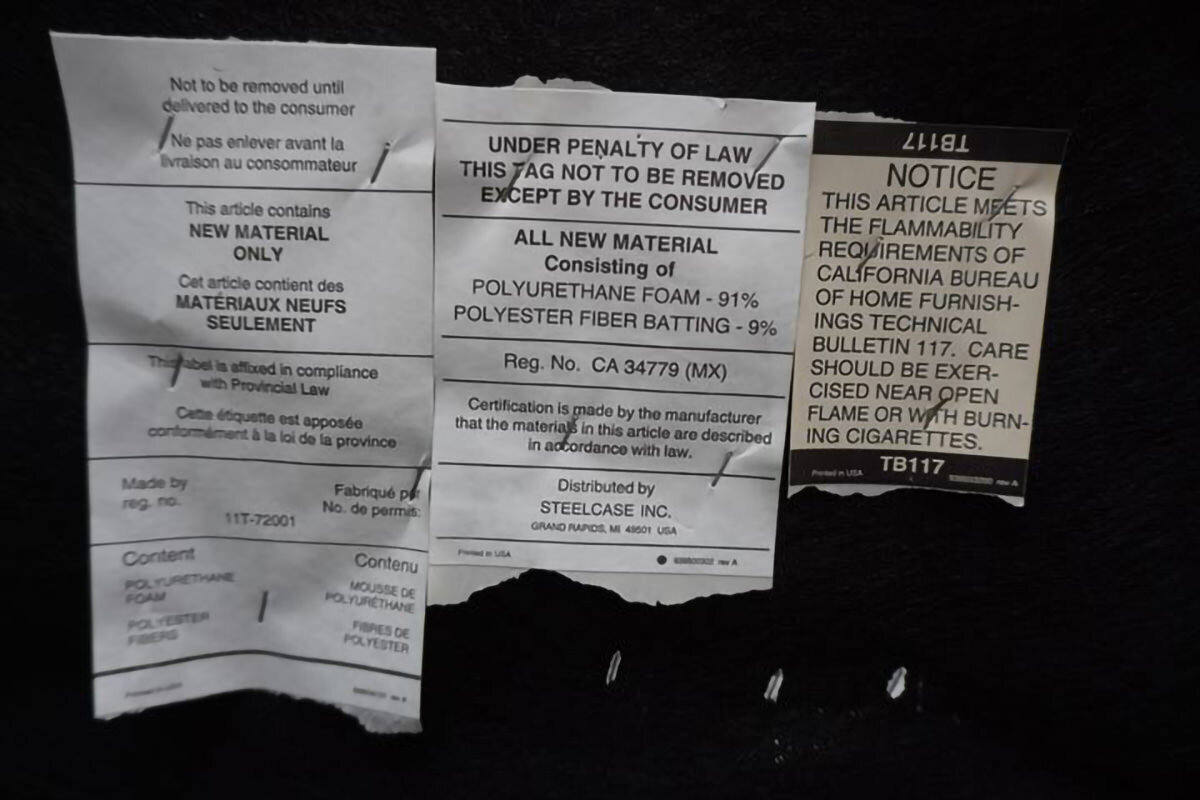 Not to be removed until
delivered to the consumer
Ne pas enlever avant la
livraison au consommateur
This article contains
NEW MATERIAL
ONLY
Cet article contient des
MATÉRIAUX NEUFS
SEULEMENT
This label is affixed in compliance
with Provincial Law
Cette étiquette est apposée
conformément à la loi de la province
Made by
reg. no.
Fabriqué par
No. de permis:
11T-72001
Content
Contenu
POLYURETHANE
FOAM
MOUSSE DE
POLYURÉTHANE
POLYESTER
FIBERS
FIBRES DE
POLYESTER
Printed in USA
UNDER PENALTY OF LAW
THIS TAG NOT TO BE REMOVED
EXCEPT BY THE CONSUMER
ALL NEW MATERIAL
Consisting of
POLYURETHANE FOAM - 91%
POLYESTER FIBER BATTING - 9%
Reg. No. CA 34779 (MX)
Certification is made by the manufacturer
that the materials in this article are described
in accordance with law.
Distributed by
STEELCASE INC.
GRAND RAPIDS, MI 49501 USA
Printed in USA
rev A
TB117
NOTICE
THIS ARTICLE MEETS
THE FLAMMABILITY
REQUIREMENTS OF
CALIFORNIA BUREAU
OF HOME FURNISH-
INGS TECHNICAL
BULLETIN 117. CARE
SHOULD BE EXER-
CISED NEAR OPEN
FLAME OR WITH BURN-
ING CIGARETTES.
TB117
Printed in USA
rev A